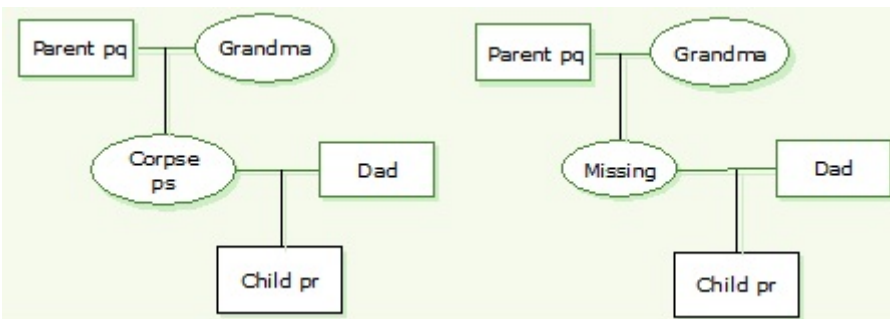 Parent pq
Grandma
Corpse
ps
Dad
Child pr
Parent pq
Grandma
Missing
Dad
Child pr